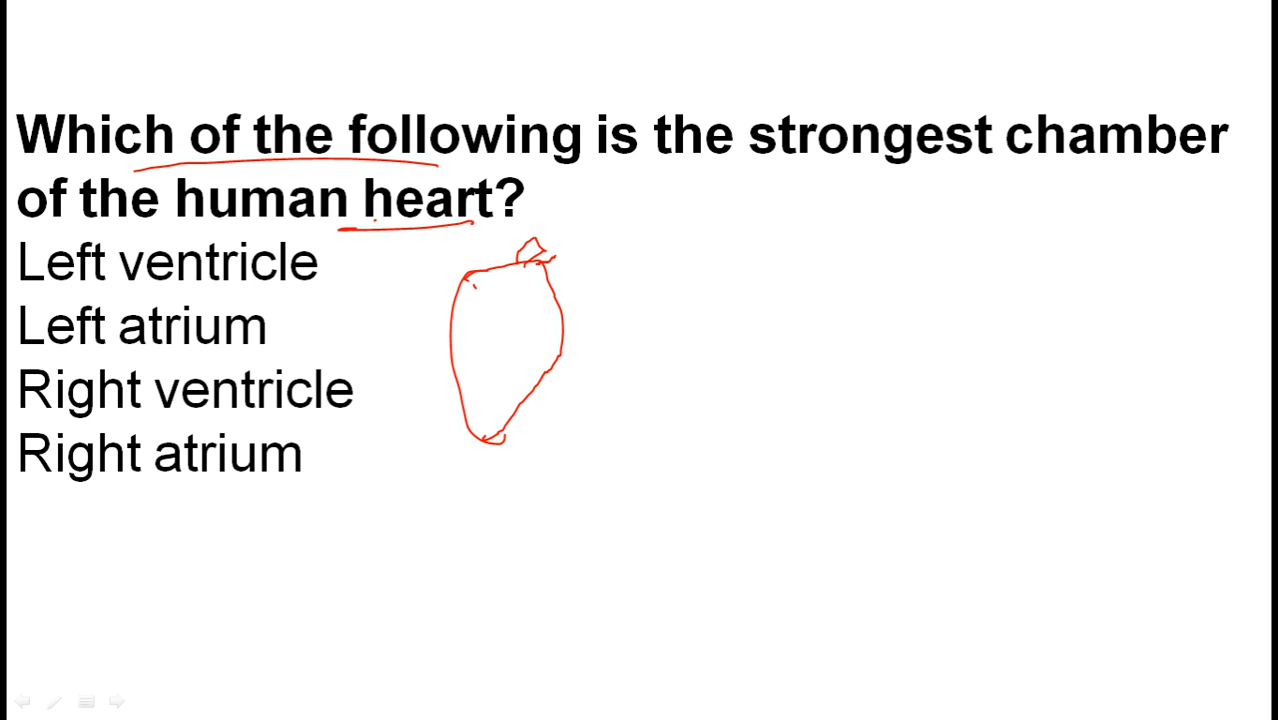 Which of the following is the strongest chamber
of the human heart?
Left ventricle
Left atrium
Right ventricle
Right atrium